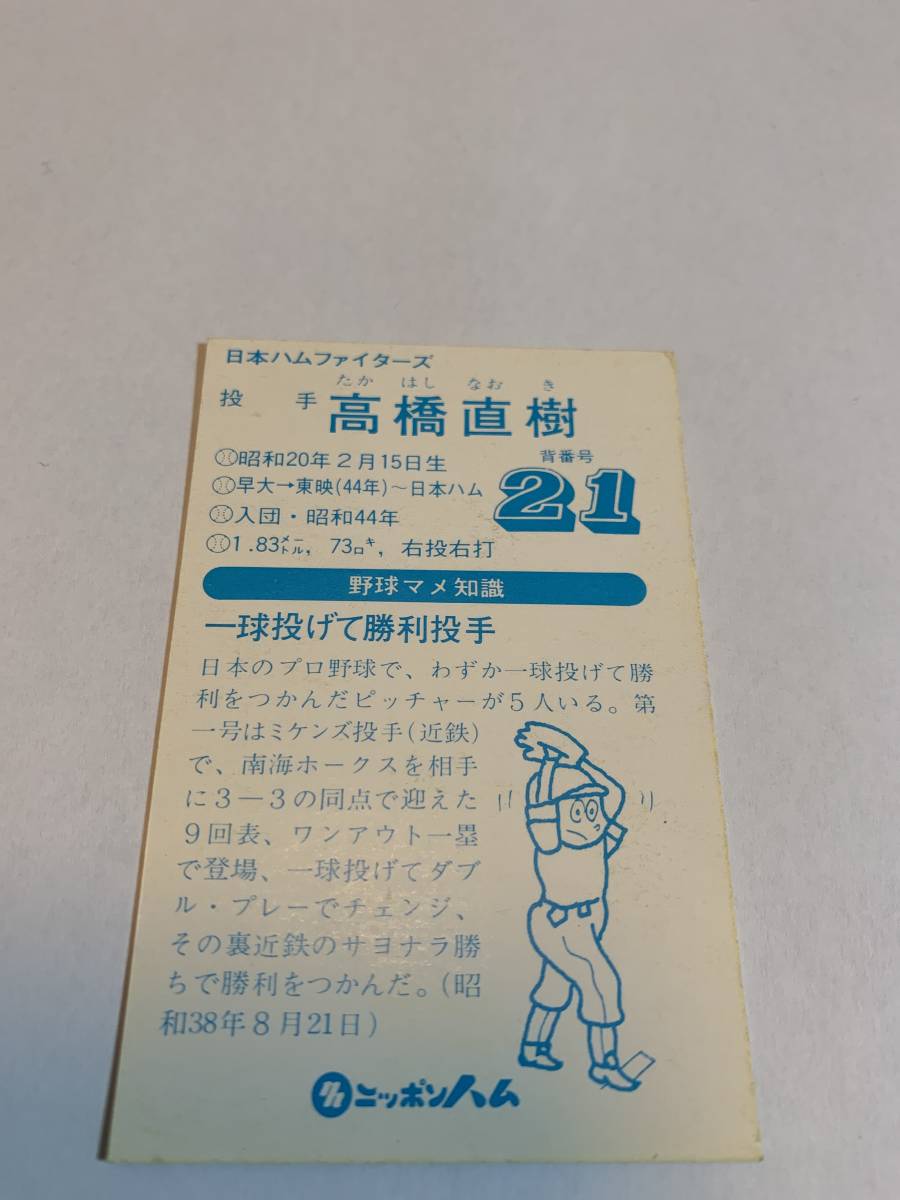 日本ハムファイターズ
たか はし なお き
投 手 高橋直樹
昭和20年2月15日生
背番号
21
早大→東映(44年)〜日本ハム
入団・昭和44年
1.83メートル, 73キロ, 右投右打
野球マメ知識
一球投げて勝利投手
日本のプロ野球で、わずか一球投げて勝
利をつかんだピッチャーが5人いる。第
一号はミケンズ投手(近鉄)
で、南海ホークスを相手
に3－3の同点で迎えた
9回表、ワンアウト一塁
で登場、一球投げてダブ
ル・プレーでチェンジ、
その裏近鉄のサヨナラ勝
ちで勝利をつかんだ。(昭
和38年8月21日)
ニッポンハム